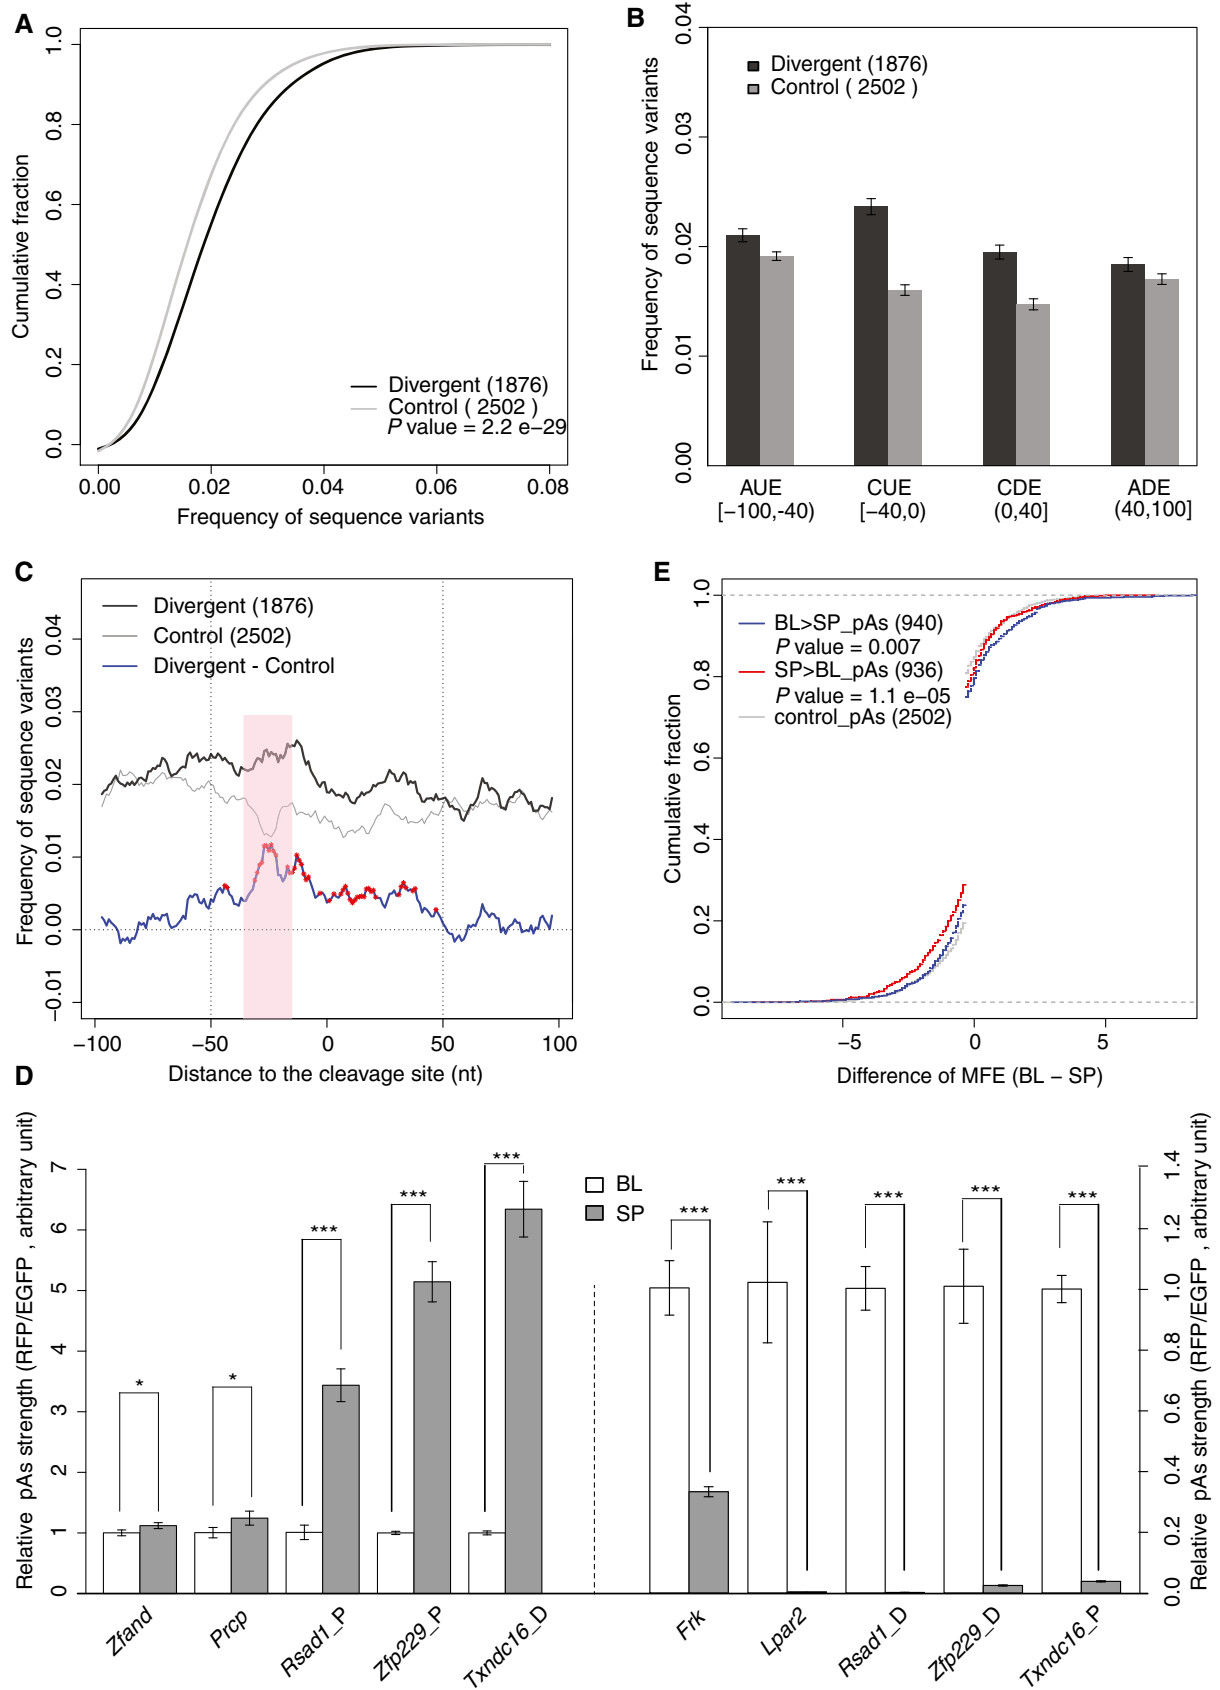 A
Cumulative fraction
1.0
0.8
0.6
0.4
0.2
0.0
Divergent (1876)
Control ( 2502 )
P value = 2.2 e−29
0.00 0.02 0.04 0.06 0.08
Frequency of sequence variants
B
Frequency of sequence variants
0.04
0.03
0.02
0.01
0.00
Divergent (1876)
Control ( 2502 )
AUE CUE CDE ADE
[−100,-40) [−40,0) (0,40] (40,100]
C
Frequency of sequence variants
0.04
0.03
0.02
0.01
0.00
−0.01
Divergent (1876)
Control (2502)
Divergent - Control
−100 −50 0 50 100
Distance to the cleavage site (nt)
E
Cumulative fraction
1.0
0.8
0.6
0.4
0.2
0.0
BL>SP_pAs (940)
P value = 0.007
SP>BL_pAs (936)
P value = 1.1 e−05
control_pAs (2502)
−5 0 5
Difference of MFE (BL − SP)
D
Relative pAs strength (RFP/EGFP , arbitrary unit)
7
6
5
4
3
2
1
0
* * *** *** ***
BL
SP
*** *** *** *** ***
1.4
1.2
1.0
0.8
0.6
0.4
0.2
0.0
Relative pAs strength (RFP/EGFP , arbitrary unit)
Zfand Prcp Rsad1_P Zfp229_P Txndc16_D Frk Lpar2 Rsad1_D Zfp229_D Txndc16_P